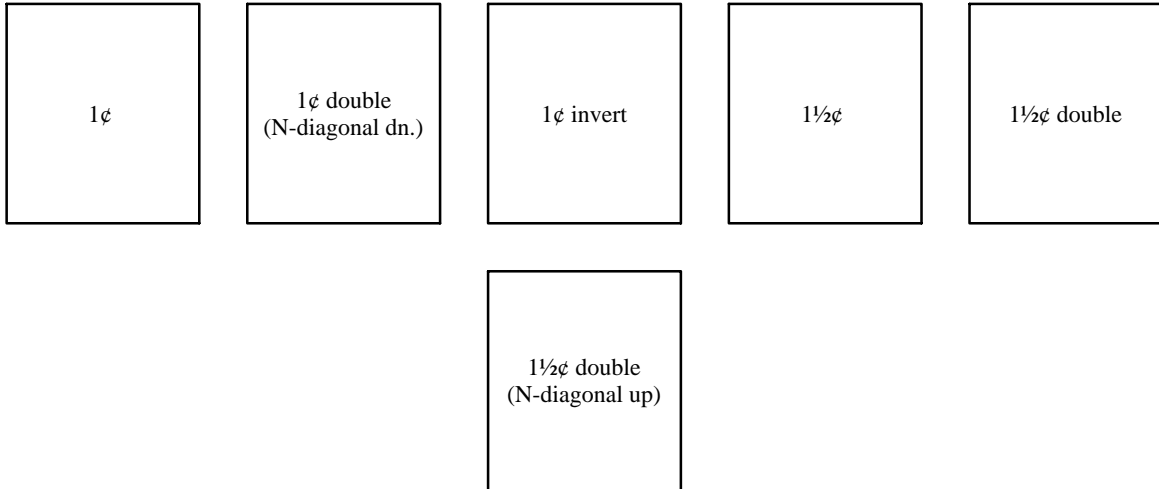 1¢
1¢ double
(N-diagonal dn.)
1¢ invert
1½¢
1½¢ double
1½¢ double
(N-diagonal up)